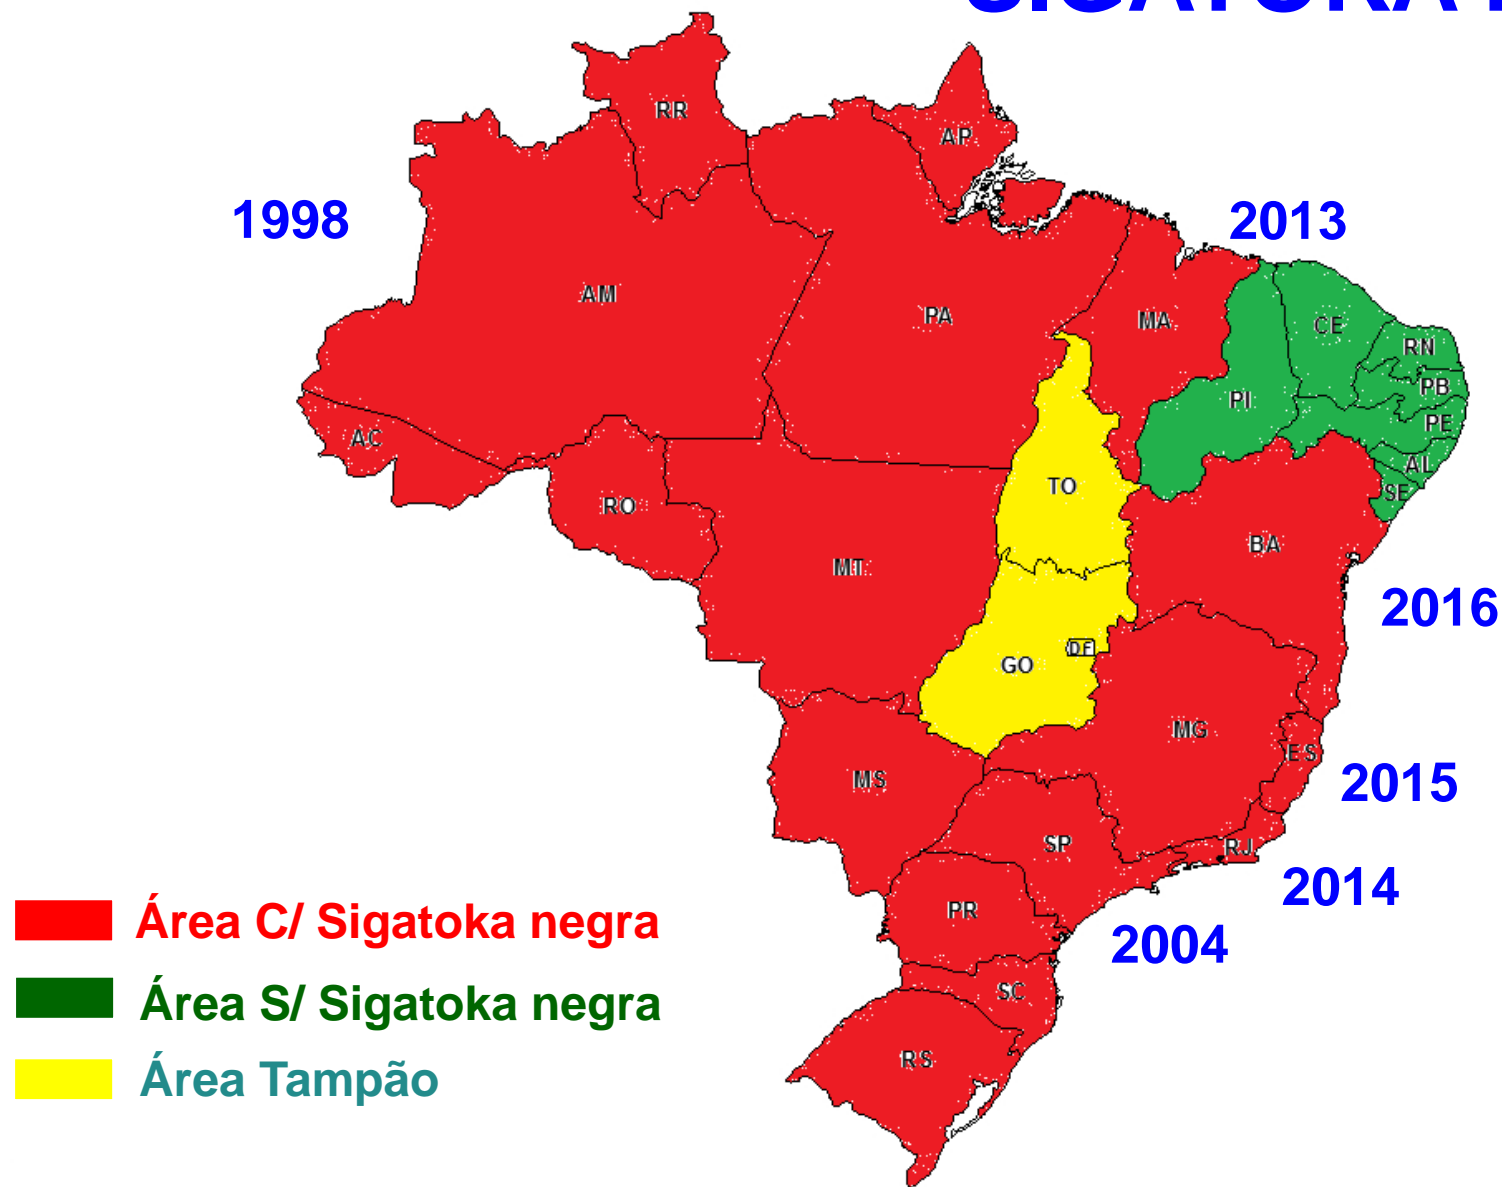 RR
AP
1998
2013
AM
PA
MA
CE
RN
PB
PI
PE
AC
AL
TO
SE
RO
BA
MT
2016
DF
GO
MG
ES
MS
2015
SP
RJ
2014
PR
2004
SC
RS
Área C/ Sigatoka negra
Área S/ Sigatoka negra
Área Tampão